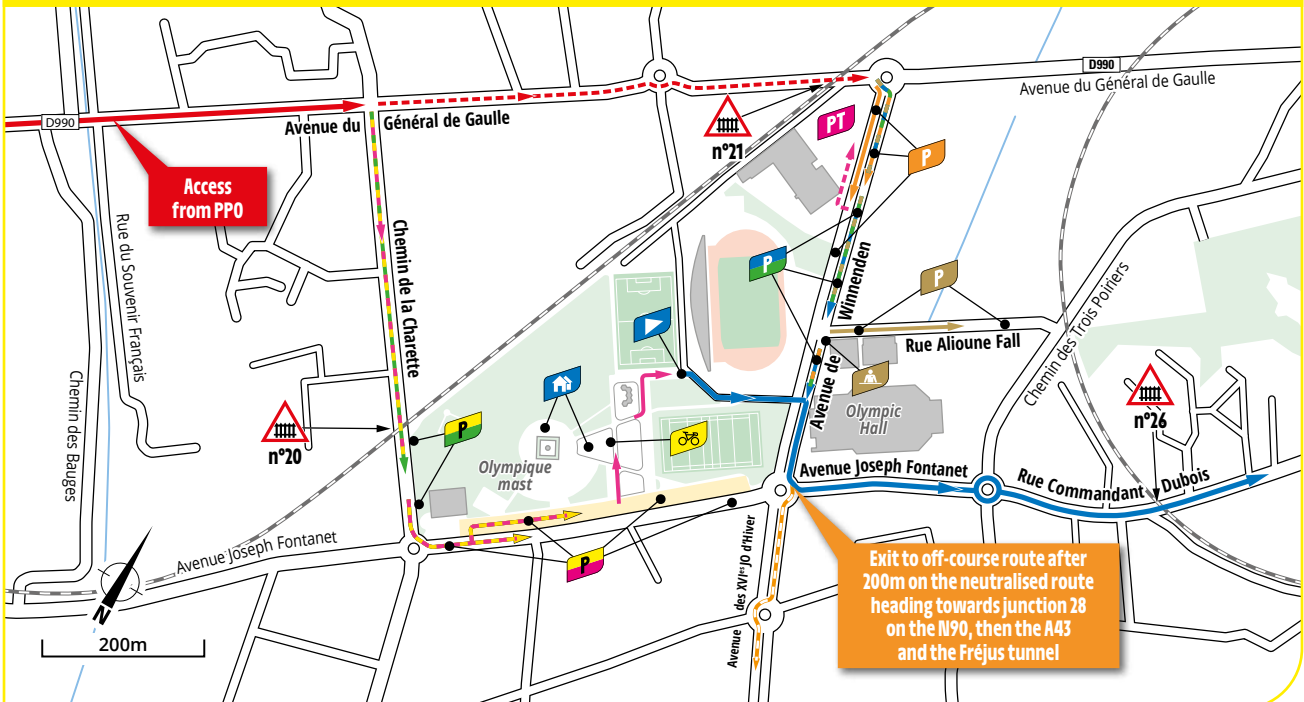 D990
Avenue du Général de Gaulle
D990
Avenue du Général de Gaulle
n°21
PT
P
Access
from PPO
Rue du Souvenir Français
Chemin de la Charette
Chemin des Bauges
P
Winnenden
Avenue de
P
Rue Alioune Fall
Chemin des Trois Poiriers
n°20
P
Olympique
mast
Olympic
Hall
n°26
Avenue Joseph Fontanet
Rue Commandant Dubois
Avenue Joseph Fontanet
P
Avenue des XVIes JO d'Hiver
Exit to off-course route after
200m on the neutralised route
heading towards junction 28
on the N90, then the A43
and the Fréjus tunnel
N
200m